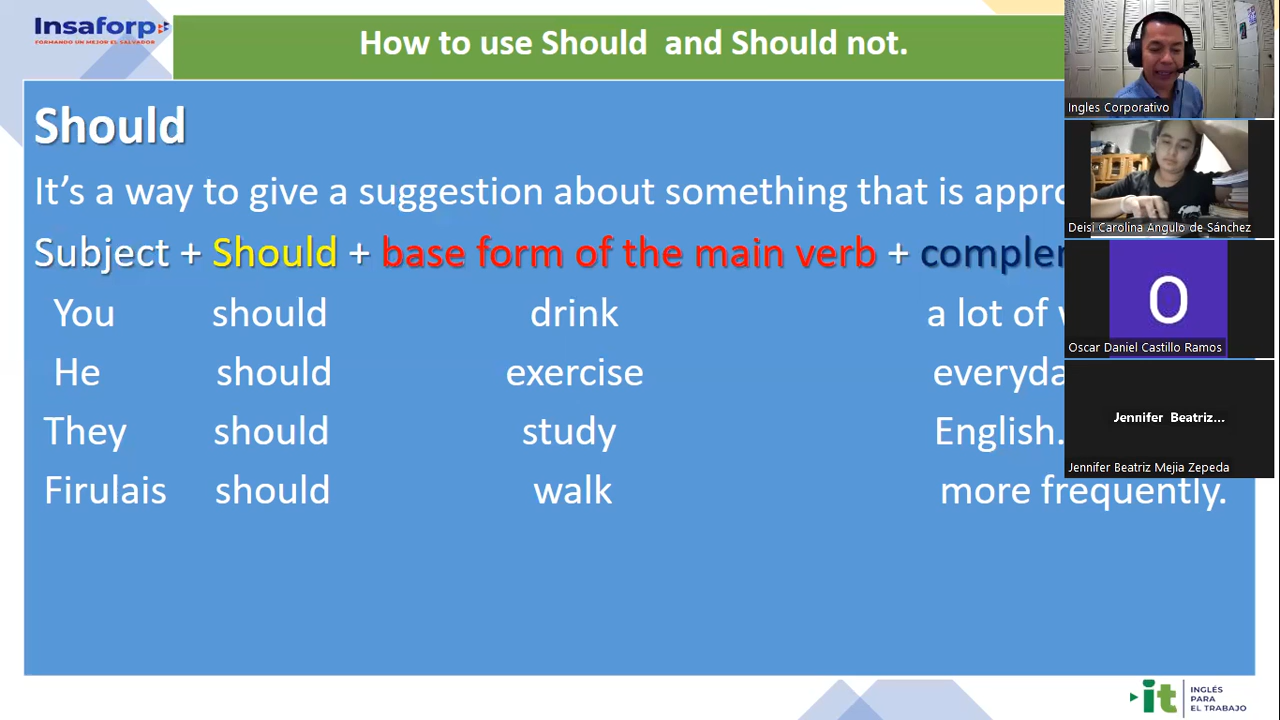 Insaforp
FORMANDO UN MEJOR EL SALVADOR
How to use Should and Should not.
Should
It's a way to give a suggestion about something that is
Subject + Should + base form of the main verb +
You should drink a lot of
He should exercise
They should study English.
Firulais should walk more frequently.
Ingles Corporativo
Deisi Carolina Angulo de Sánchez
O
Oscar Daniel Castillo Ramos
Jennifer Beatriz...
Jennifer Beatriz Mejia Zepeda
it
INGLÉS
PARA
EL TRABAJO